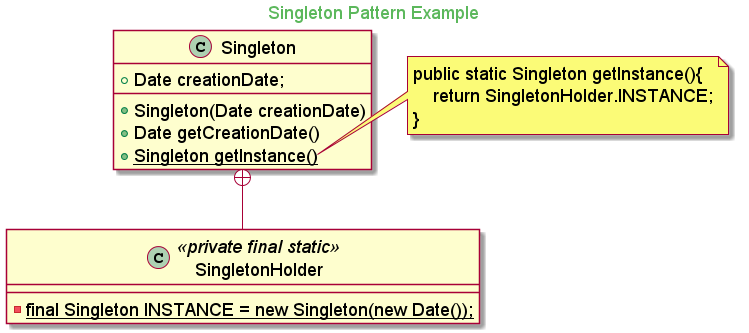 Singleton Pattern Example
C Singleton
Date creationDate;
Singleton(Date creationDate)
Date getCreationDate()
Singleton getInstance()
public static Singleton getInstance(){
return SingletonHolder.INSTANCE;
}
C «private final static»
SingletonHolder
final Singleton INSTANCE = new Singleton(new Date());